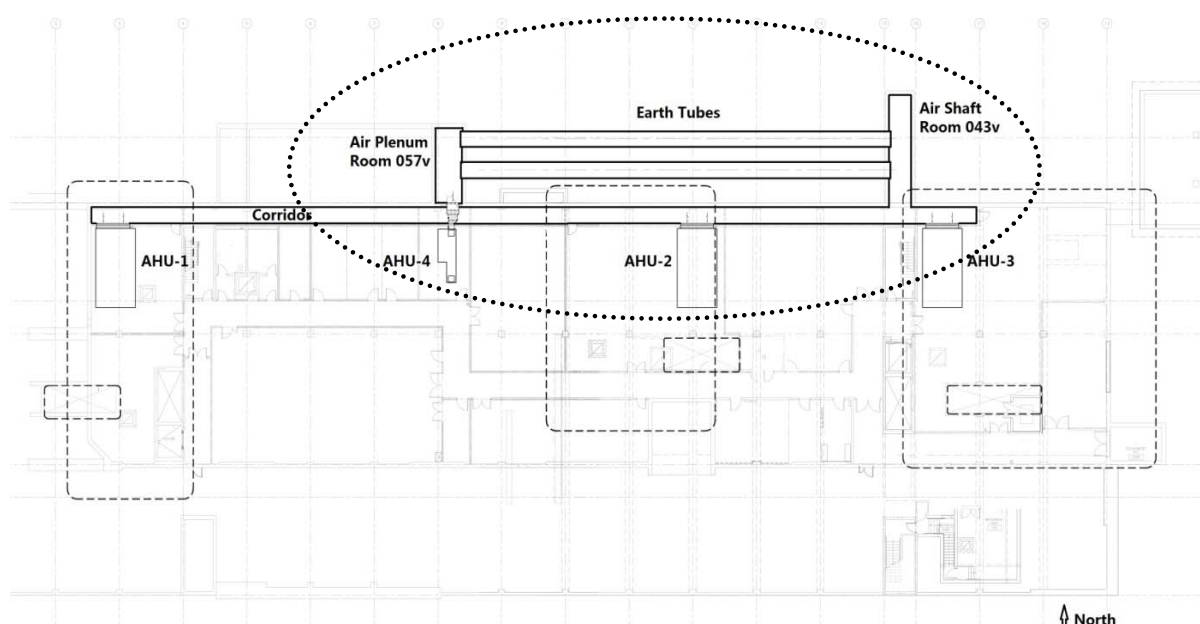 Earth Tubes
Air Shaft
Room 043v
Air Plenum
Room 057v
Corridor
AHU-1
AHU-4
AHU-2
AHU-3
North